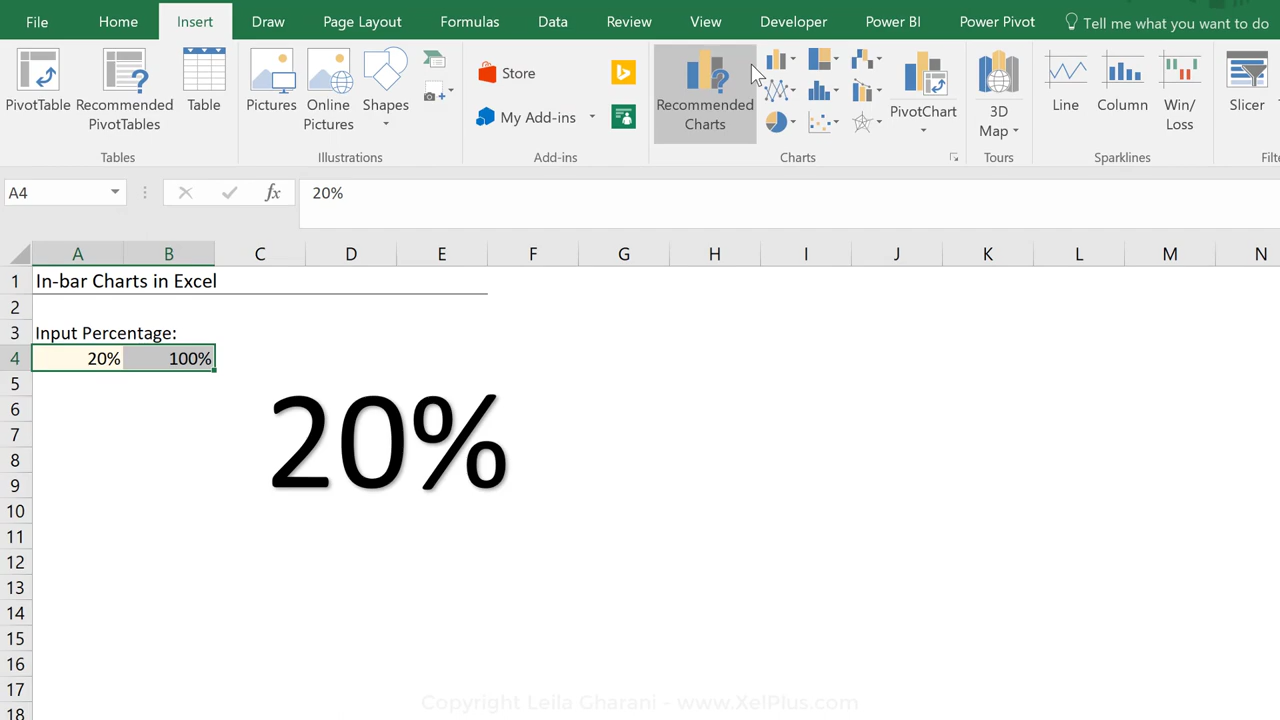 File Home Insert Draw Page Layout Formulas Data Review View Developer Power BI Power Pivot Tell me what you want to do
PivotTable
Recommended
PivotTables
Table
Tables
Pictures
Online
Pictures
Shapes
Illustrations
Store
My Add-ins
Add-ins
Recommended
Charts
PivotChart
Charts
3D
Map
Tours
Line
Column
Win/
Loss
Sparklines
Slicer
A4 fx 20%
A B C D E F G H I J K L M N
1 In-bar Charts in Excel
2
3 Input Percentage:
4 20% 100%
5
6
7
8
9
10
11
12
13
14
15
16
17
18
20%
Copyright Leila Gharani - www.XelPlus.com